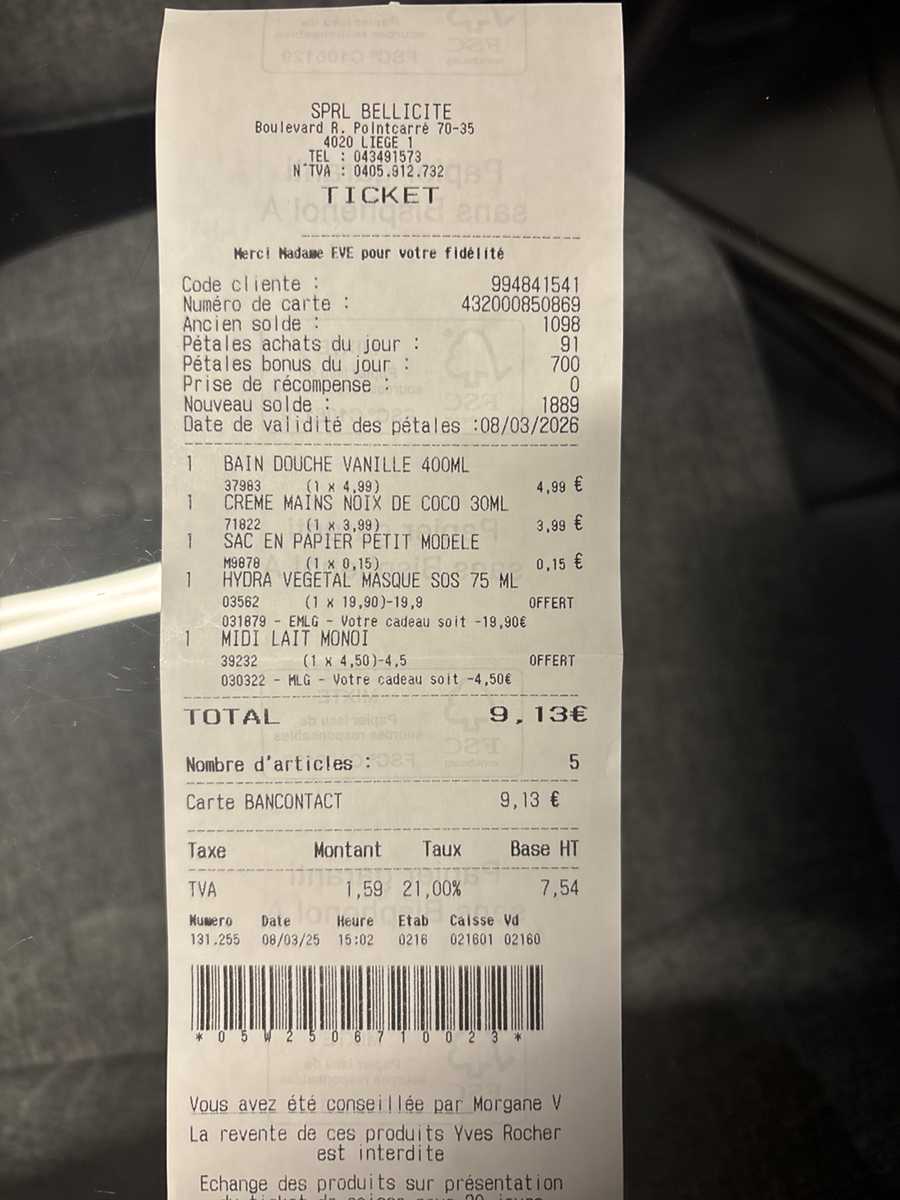 SPRL BELLICITE
Boulevard R. Pointcarré 70-35
4020 LIEGE 1
TEL : 043491573
N°TVA : 0405.912.732
TICKET
Merci Madame EVE pour votre fidélité
Code cliente : 994841541
Numéro de carte : 432000850869
Ancien solde : 1098
Pétales achats du jour : 91
Pétales bonus du jour : 700
Prise de récompense : 0
Nouveau solde : 1889
Date de validité des pétales :08/03/2026
1 BAIN DOUCHE VANILLE 400ML
37983 (1 x 4,99) 4,99 €
1 CREME MAINS NOIX DE COCO 30ML
71822 (1 x 3,99) 3,99 €
1 SAC EN PAPIER PETIT MODELE
M9878 (1 x 0,15) 0,15 €
1 HYDRA VEGETAL MASQUE SOS 75 ML
03562 (1 x 19,90)-19,9 OFFERT
031879 - EMLG - Votre cadeau soit -19,90€
1 MIDI LAIT MONOI
39232 (1 x 4,50)-4,5 OFFERT
030322 - MLG - Votre cadeau soit -4,50€
TOTAL 9,13€
Nombre d'articles : 5
Carte BANCONTACT 9,13 €
Taxe Montant Taux Base HT
TVA 1,59 21,00% 7,54
Numero Date Heure Etab Caisse Vd
131.255 08/03/25 15:02 0216 021601 02160
*05W2506710023*
Vous avez été conseillée par Morgane V
La revente de ces produits Yves Rocher
est interdite
Echange des produits sur présentation